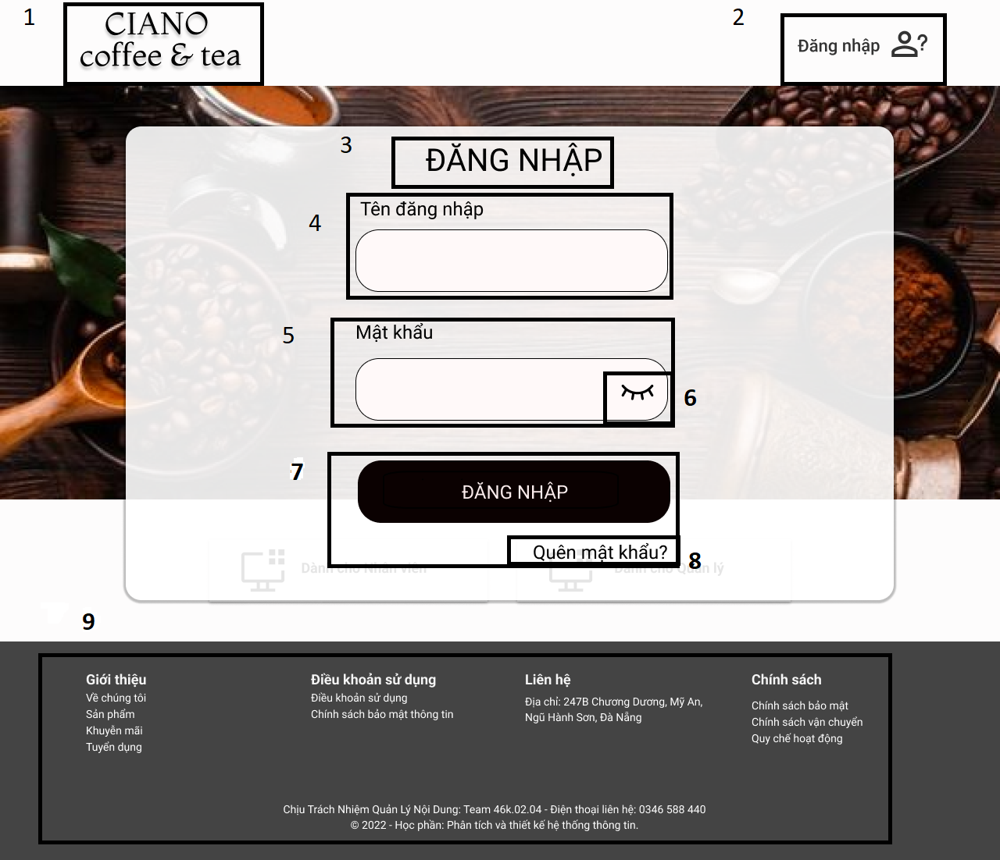 1
CIANO
coffee & tea
2
Đăng nhập
3
ĐĂNG NHẬP
4
Tên đăng nhập
5
Mật khẩu
6
7
ĐĂNG NHẬP
Quên mật khẩu?
8
Dành cho Nhân viên
Dành cho Quản lý
9
Giới thiệu
Về chúng tôi
Sản phẩm
Khuyễn mãi
Tuyển dụng
Điều khoản sử dụng
Điều khoản sử dụng
Chính sách bảo mật thông tin
Liên hệ
Địa chỉ: 247B Chương Dương, Mỹ An,
Ngũ Hành Sơn, Đà Nẵng
Chính sách
Chính sách bảo mật
Chính sách vận chuyển
Quy chế hoạt động
Chịu Trách Nhiệm Quản Lý Nội Dung: Team 46k.02.04 - Điện thoại liên hệ: 0346 588 440
© 2022 - Học phần: Phân tích và thiết kế hệ thống thông tin.